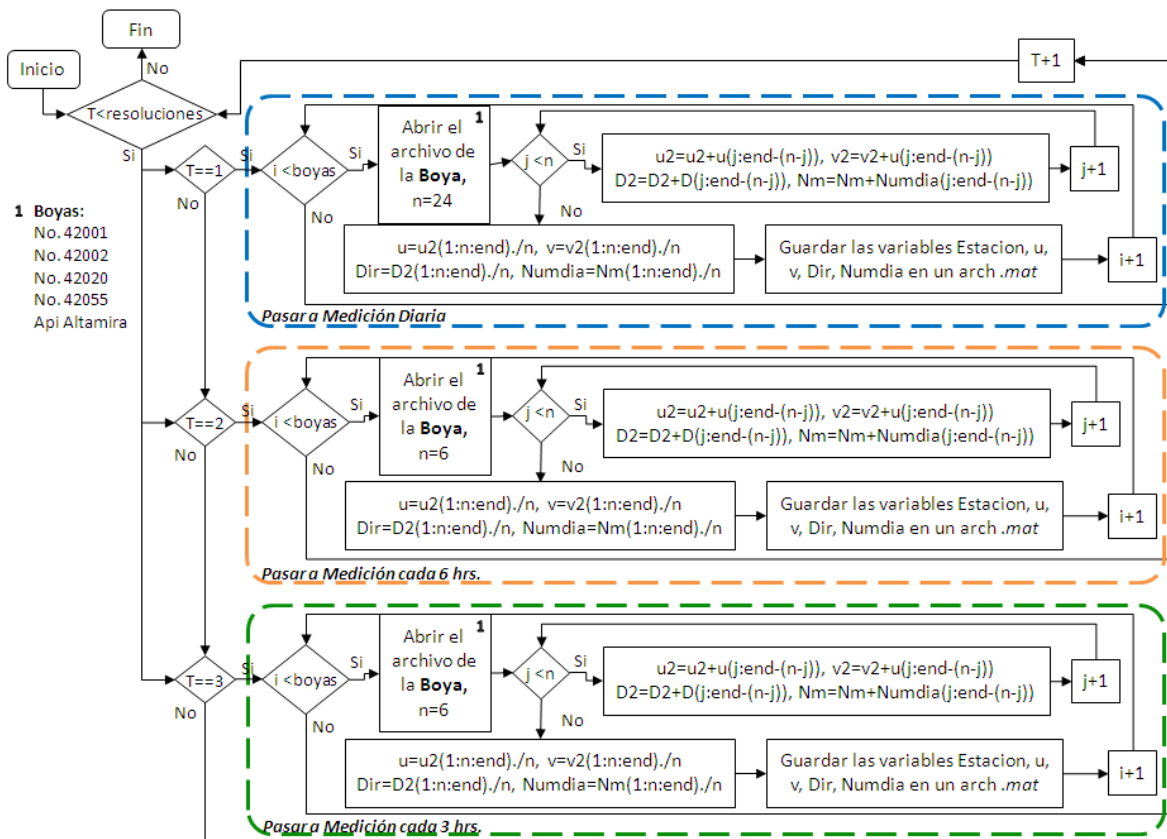 Fin
Inicio
No
T<resoluciones
Si
T+1
T==1
Si
No
i <boyas
Si
No
Abrir el 1
archivo de
la Boya,
n=24
j <n
Si
No
u2=u2+u(j:end-(n-j)), v2=v2+u(j:end-(n-j))
D2=D2+D(j:end-(n-j)), Nm=Nm+Numdia(j:end-(n-j))
j+1
u=u2(1:n:end)./n, v=v2(1:n:end)./n
Dir=D2(1:n:end)./n, Numdia=Nm(1:n:end)./n
Guardar las variables Estacion, u,
v, Dir, Numdia en un arch .mat
i+1
Pasar a Medición Diaria
1 Boyas:
No. 42001
No. 42002
No. 42020
No. 42055
Api Altamira
T==2
Si
No
i <boyas
Si
No
Abrir el 1
archivo de
la Boya,
n=6
j <n
Si
No
u2=u2+u(j:end-(n-j)), v2=v2+u(j:end-(n-j))
D2=D2+D(j:end-(n-j)), Nm=Nm+Numdia(j:end-(n-j))
j+1
u=u2(1:n:end)./n, v=v2(1:n:end)./n
Dir=D2(1:n:end)./n, Numdia=Nm(1:n:end)./n
Guardar las variables Estacion, u,
v, Dir, Numdia en un arch .mat
i+1
Pasar a Medición cada 6 hrs.
T==3
Si
No
i <boyas
Si
No
Abrir el 1
archivo de
la Boya,
n=6
j <n
Si
No
u2=u2+u(j:end-(n-j)), v2=v2+u(j:end-(n-j))
D2=D2+D(j:end-(n-j)), Nm=Nm+Numdia(j:end-(n-j))
j+1
u=u2(1:n:end)./n, v=v2(1:n:end)./n
Dir=D2(1:n:end)./n, Numdia=Nm(1:n:end)./n
Guardar las variables Estacion, u,
v, Dir, Numdia en un arch .mat
i+1
Pasar a Medición cada 3 hrs.